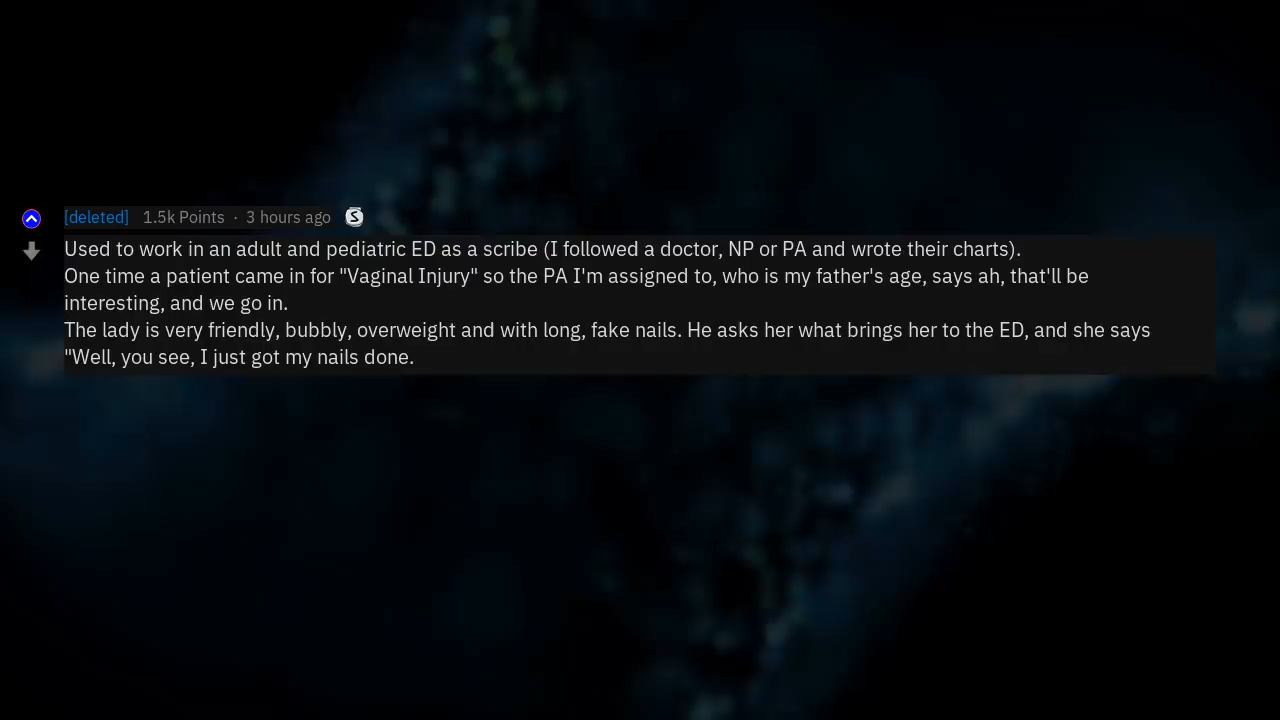 [deleted] 1.5k Points · 3 hours ago
Used to work in an adult and pediatric ED as a scribe (I followed a doctor, NP or PA and wrote their charts).
One time a patient came in for "Vaginal Injury" so the PA I'm assigned to, who is my father's age, says ah, that'll be
interesting, and we go in.
The lady is very friendly, bubbly, overweight and with long, fake nails. He asks her what brings her to the ED, and she says
"Well, you see, I just got my nails done.